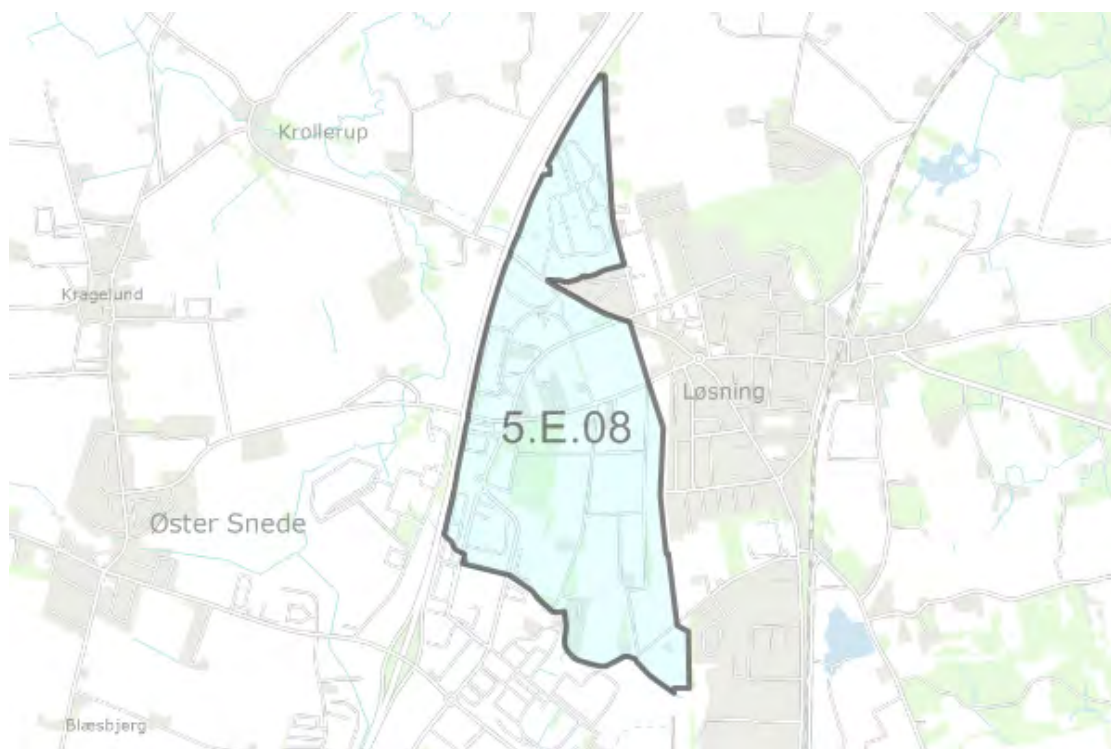 Krollerup
Kragelund
Løsning
5.E.08
Øster Snede
Blæsbjerg